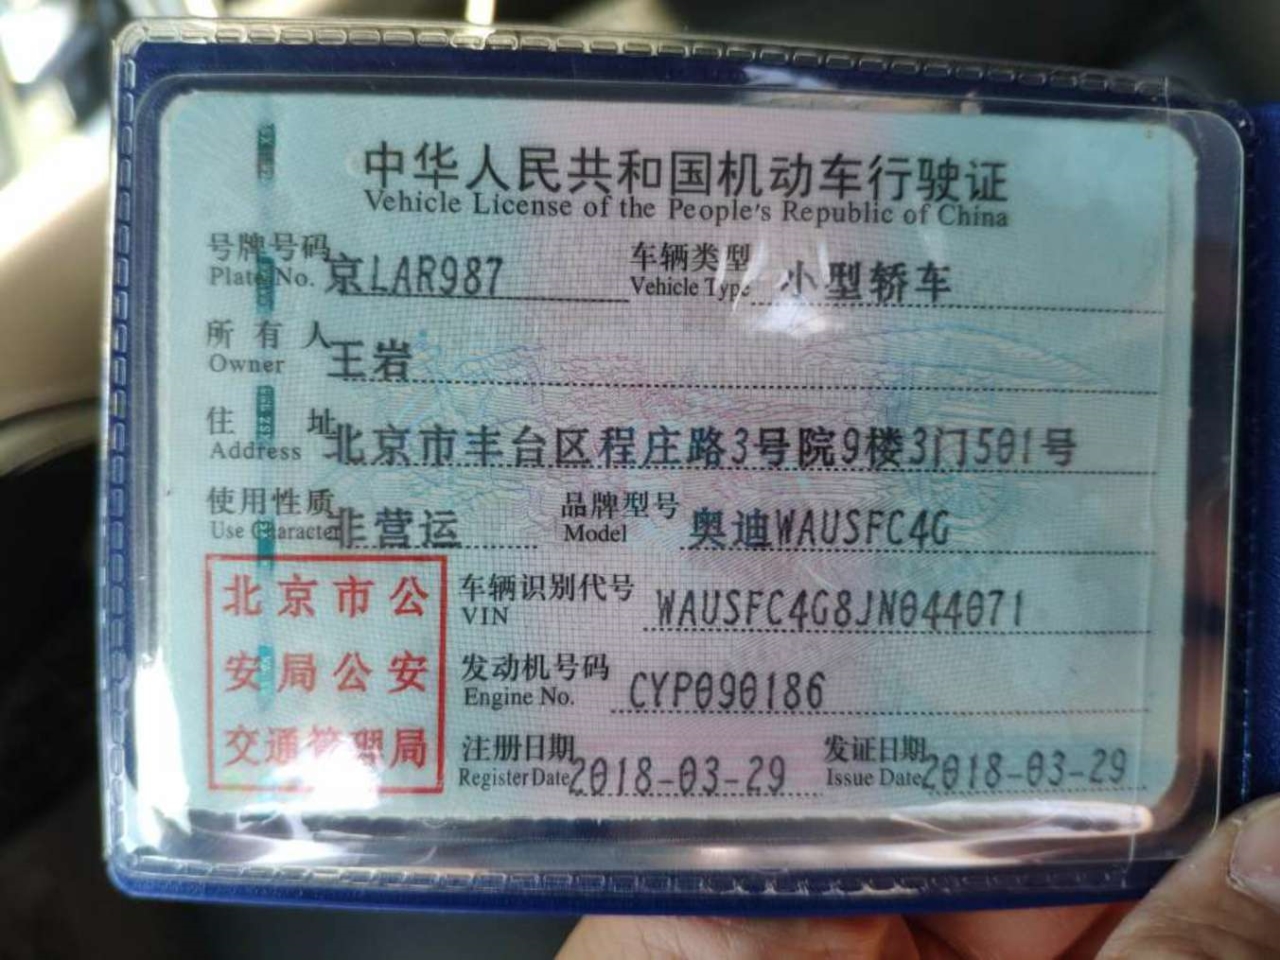 中华人民共和国机动车行驶证
Vehicle License of the People's Republic of China
号牌号码 京LAR987 车辆类型 小型轿车
Plate No. Vehicle Type
所有人 王岩
Owner
住址 北京市丰台区程庄路3号院9楼3门501号
Address
使用性质 非营运 品牌型号 奥迪WAUSFC4G
Use Character Model
车辆识别代号 WAUSFC4G8JN044071
VIN
发动机号码 CYP090186
Engine No.
注册日期 2018-03-29 发证日期 2018-03-29
Register Date Issue Date
北京市公
安局公安
交通管理局